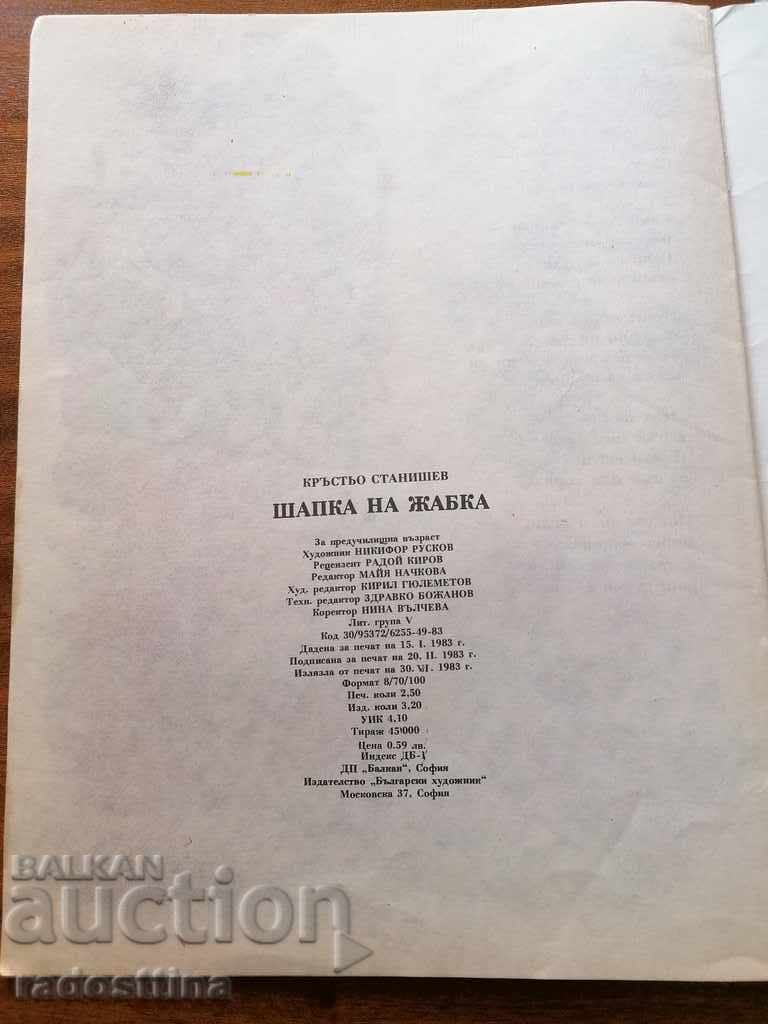 КРЪСТЬО СТАНИШЕВ
ШАПКА НА ЖАБКА
За предучилищна възраст
Художник НИКИФОР РУСКОВ
Рецензент РАДОЙ КИРОВ
Редактор МАЙЯ НАЧКОВА
Худ. редактор КИРИЛ ГЮЛЕМЕТОВ
Техн. редактор ЗДРАВКО БОЖАНОВ
Коректор НИНА ВЪЛЧЕВА
Лит. група V
Код 30/95372/6255-49-83
Дадена за печат на 15. I. 1983 г.
Подписана за печат на 20. II. 1983 г.
Излязла от печат на 30. VI. 1983 г.
Формат 8/70/100
Печ. коли 2,50
Изд. коли 3,20
УИК 4,10
Тираж 45000
Цена 0.59 лв.
Индекс
ДП „Балкан“, София
Издателство „Български художник“
Московска 37, София
BALKAN
auction
radosttina